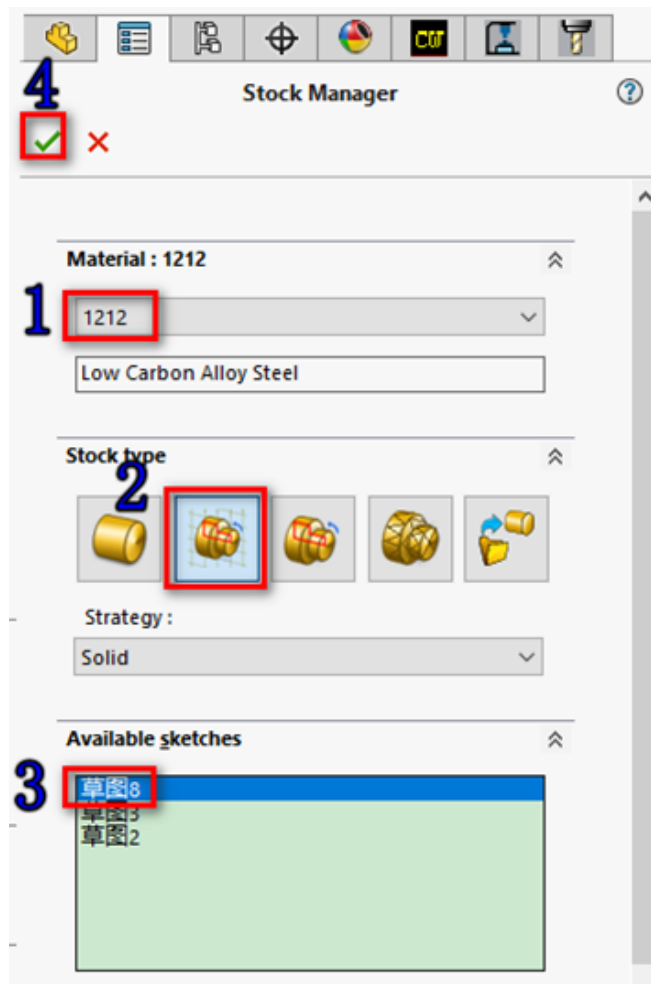 CW
4
Stock Manager
?
Material : 1212
1
1212
Low Carbon Alloy Steel
Stock type
2
Strategy :
Solid
Available sketches
3
草图8
草图3
草图2